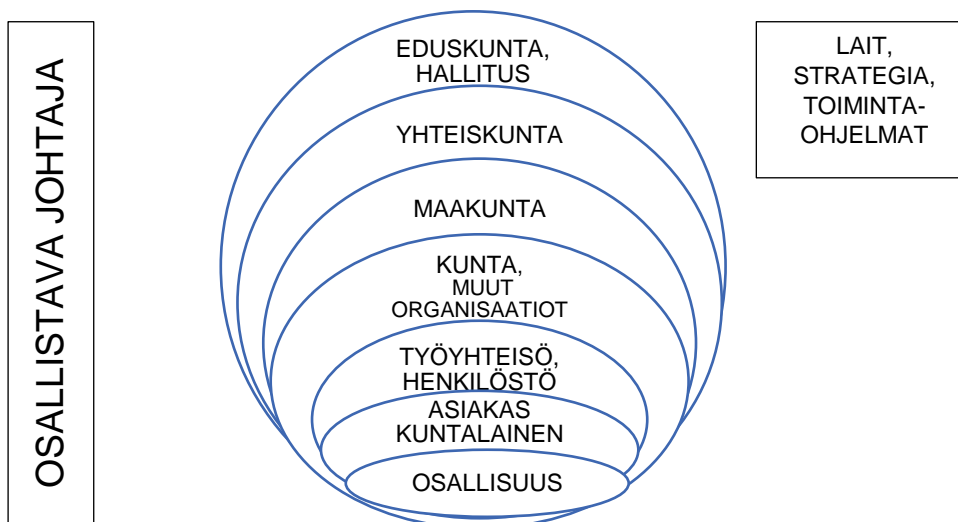 OSALLISTAVA JOHTAJA
EDUSKUNTA,
HALLITUS
YHTEISKUNTA
MAAKUNTA
KUNTA,
MUUT
ORGANISAATIOT
TYÖYHTEISÖ,
HENKILÖSTÖ
ASIAKAS
KUNTALAINEN
OSALLISUUS
LAIT,
STRATEGIA,
TOIMINTA-
OHJELMAT